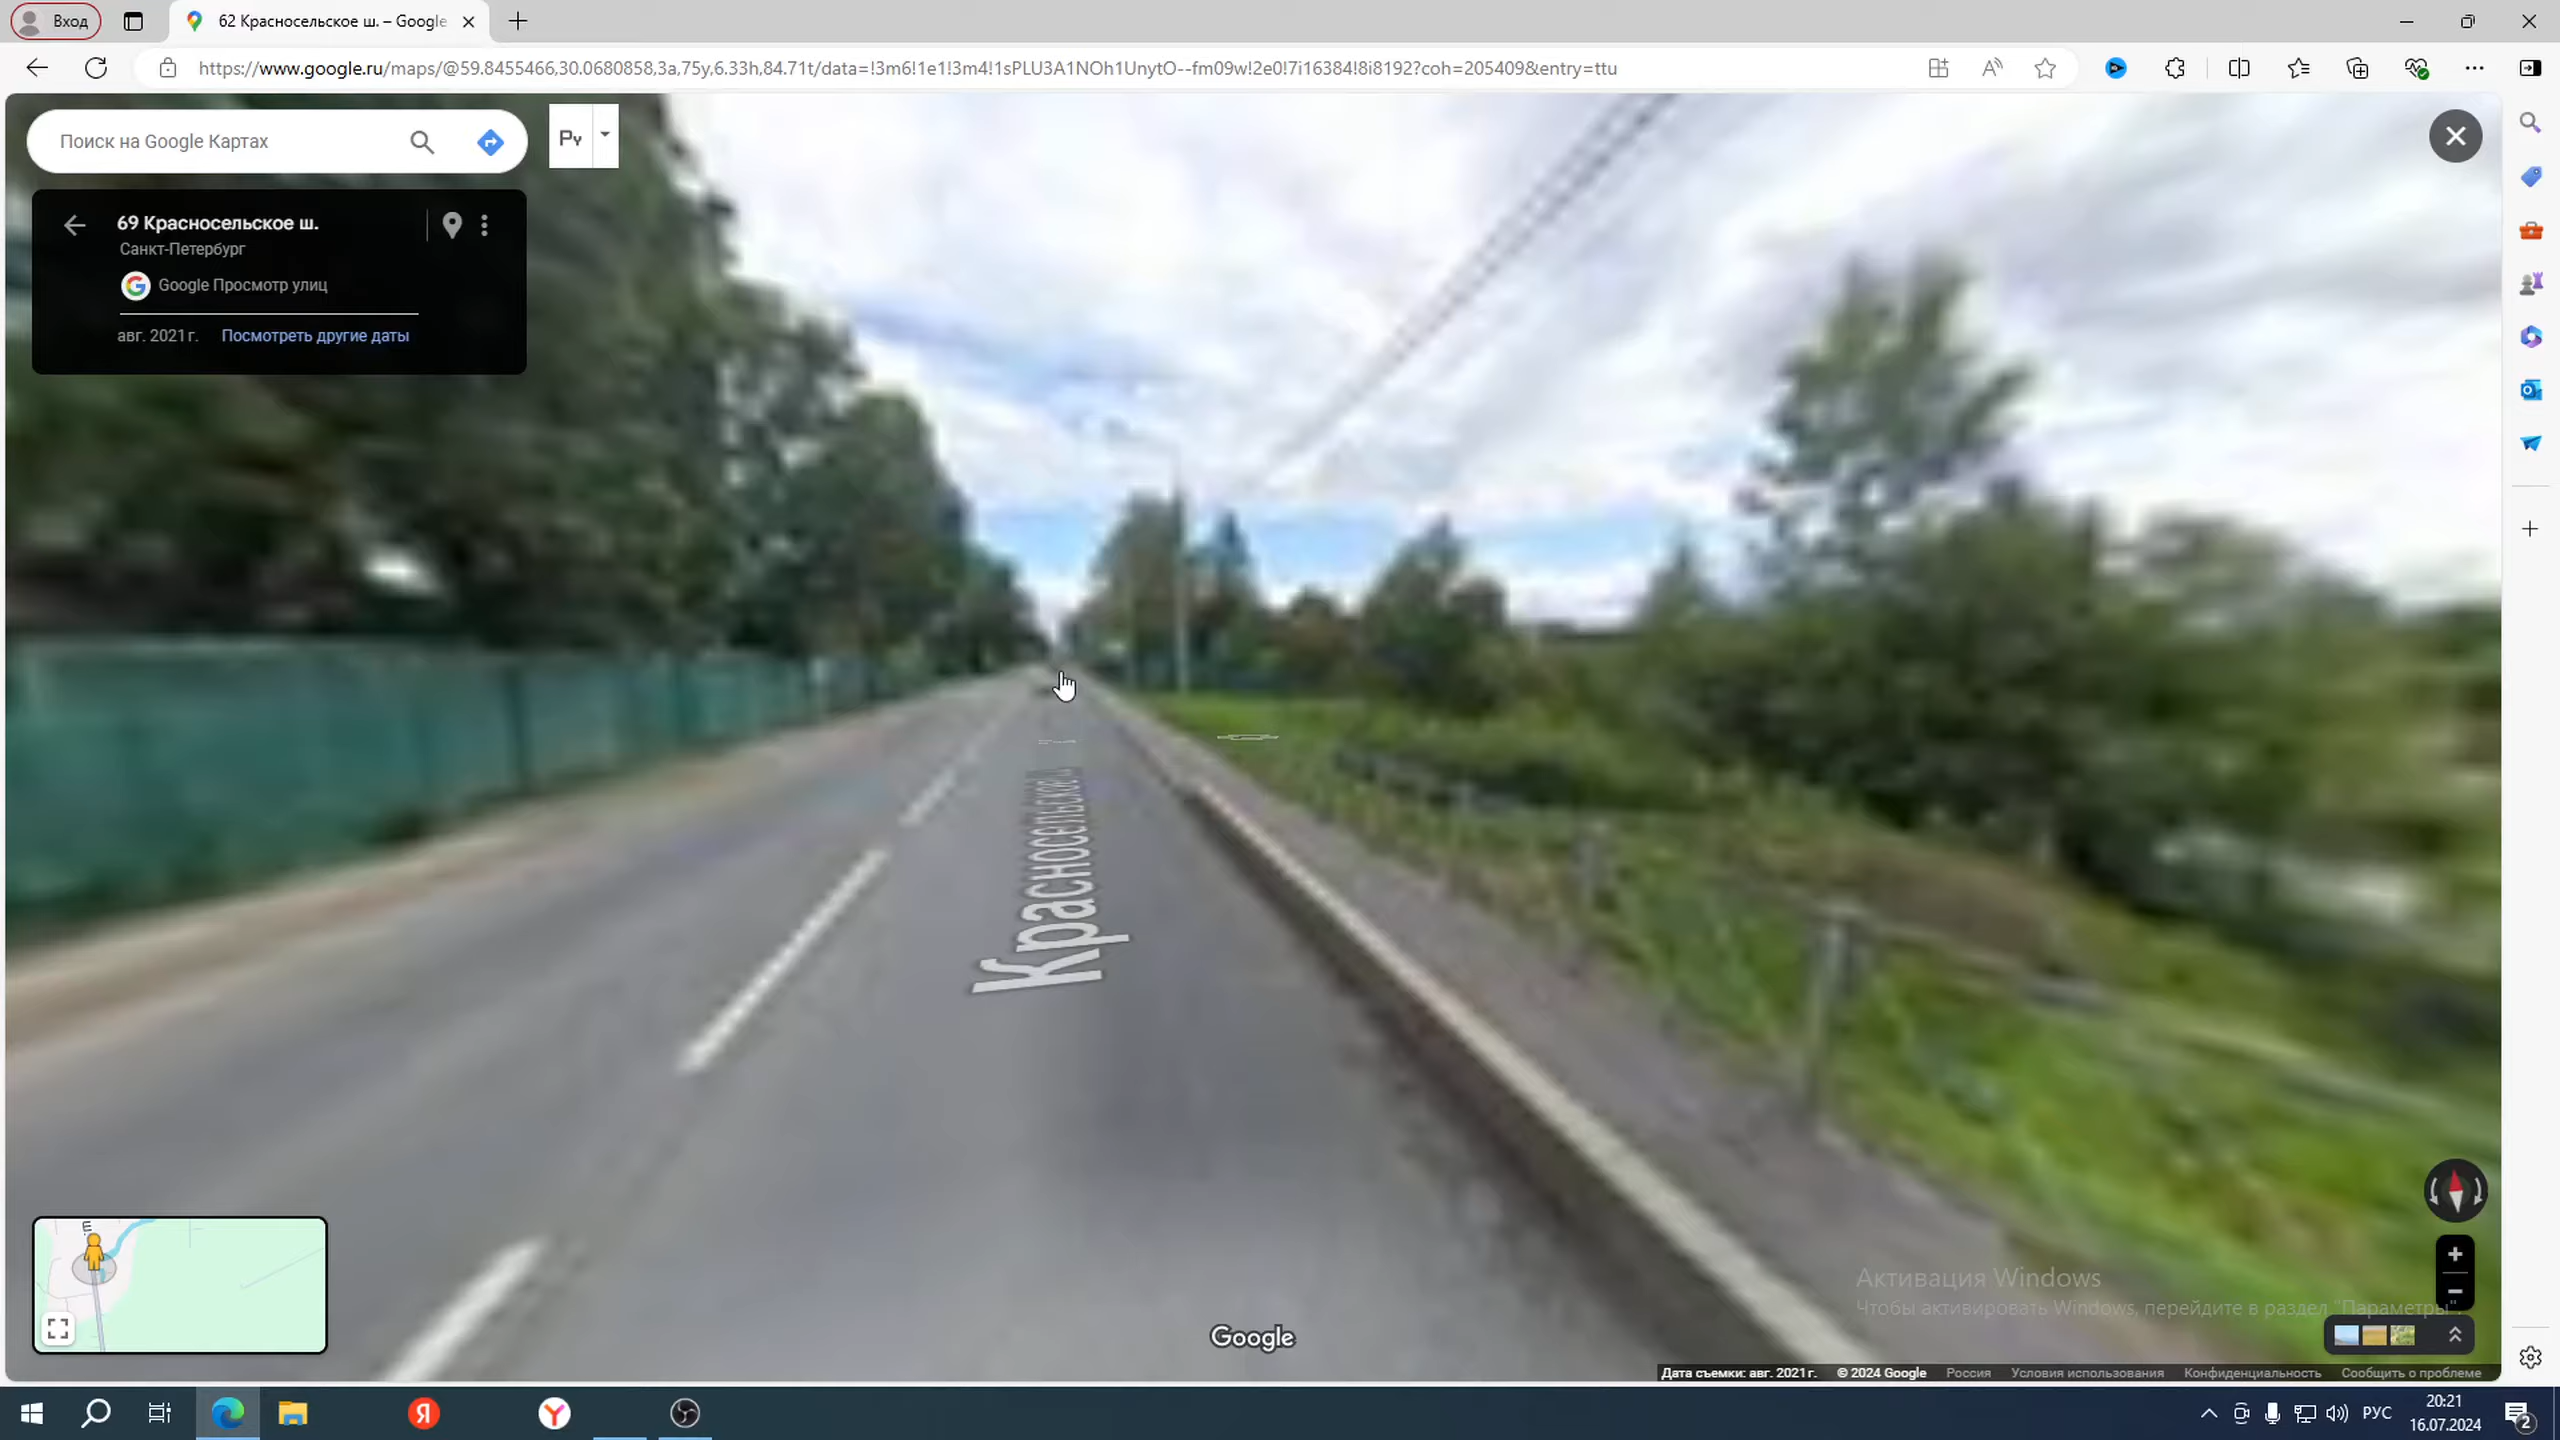 Вход
62 Красносельское ш. – Google
https://www.google.ru/maps/@59.8455466,30.0680858,3a,75y,6.33h,84.71t/data=!3m6!1e1!3m4!1sPLU3A1NOh1UnytO--fm09w!2e0!7i16384!8i8192?coh=205409&entry=ttu
Поиск на Google Картах
69 Красносельское ш.
Санкт-Петербург
Google Просмотр улиц
авг. 2021 г. Посмотреть другие даты
Красносельское
Активация Windows
Чтобы активировать Windows, перейдите в раздел "Параметры".
Google
Дата съемки: авг. 2021 г. © 2024 Google Россия Условия использования Конфиденциальность Сообщить о проблеме
РУС
20:21
16.07.2024
2